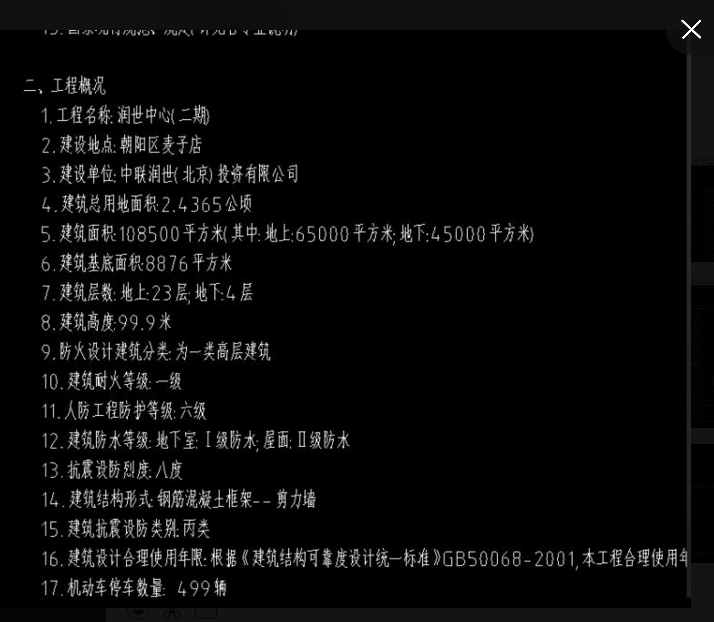 二、工程概况
1. 工程名称: 润世中心(二期)
2. 建设地点: 朝阳区麦子店
3. 建设单位: 中联润世(北京)投资有限公司
4. 建筑总用地面积:2.4365公顷
5. 建筑面积:108500平方米(其中: 地上:65000平方米; 地下:45000平方米)
6. 建筑基底面积:8876平方米
7. 建筑层数: 地上:23层; 地下:4层
8. 建筑高度:99.9米
9. 防火设计建筑分类: 为一类高层建筑
10. 建筑耐火等级: 一级
11. 人防工程防护等级: 六级
12. 建筑防水等级: 地下室: Ⅰ级防水; 屋面: Ⅱ级防水
13. 抗震设防烈度: 八度
14. 建筑结构形式: 钢筋混凝土框架--剪力墙
15. 建筑抗震设防类别: 丙类
16. 建筑设计合理使用年限: 根据《建筑结构可靠度设计统一标准》GB50068-2001,本工程合理使用年
17. 机动车停车数量: 499辆